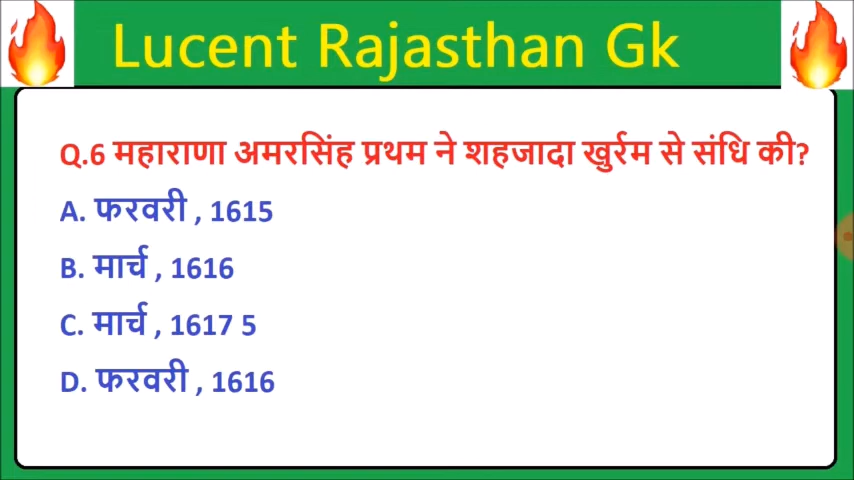 Lucent Rajasthan Gk
Q.6 महाराणा अमरसिंह प्रथम ने शहजादा खुर्रम से संधि की?
A. फरवरी , 1615
B. मार्च , 1616
C. मार्च , 1617 5
D. फरवरी , 1616